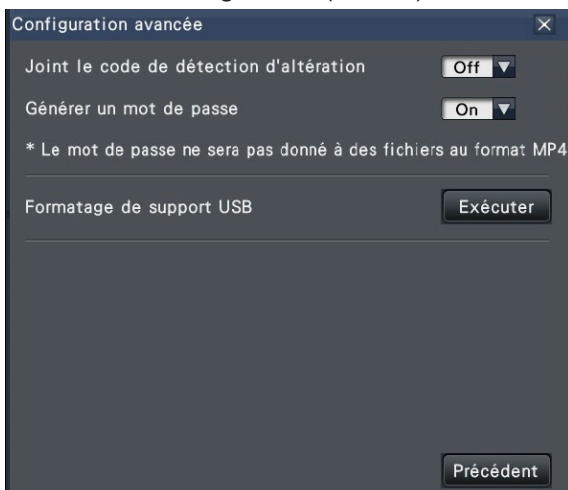 Configuration avancée
Joint le code de détection d'altération Off
Générer un mot de passe On
* Le mot de passe ne sera pas donné à des fichiers au format MP4
Formatage de support USB Exécuter
Précédent